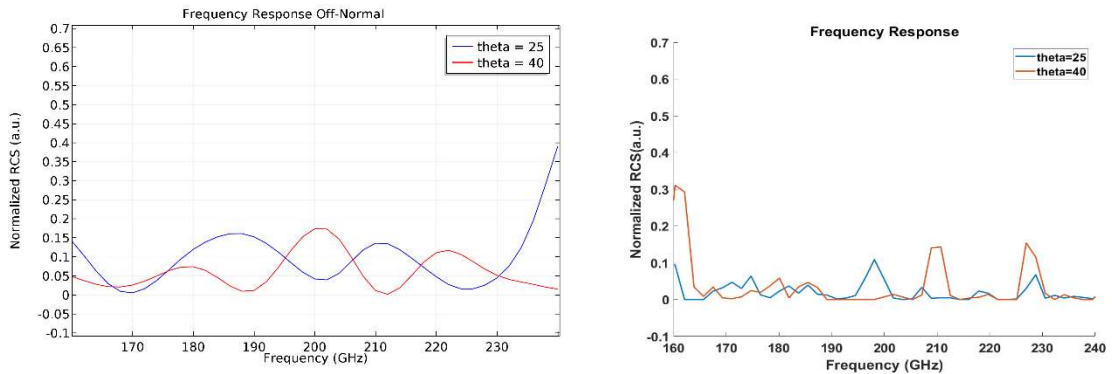 Frequency Response Off-Normal
0.7
0.65
0.6
0.55
0.5
0.45
0.4
0.35
0.3
0.25
0.2
0.15
0.1
0.05
0
-0.05
-0.1
Normalized RCS (a.u.)
theta = 25
theta = 40
170 180 190 200 210 220 230
Frequency (GHz)
Frequency Response
0.7
0.6
0.5
0.4
0.3
0.2
0.1
0
-0.1
Normalized RCS(a.u.)
theta=25
theta=40
160 170 180 190 200 210 220 230 240
Frequency (GHz)